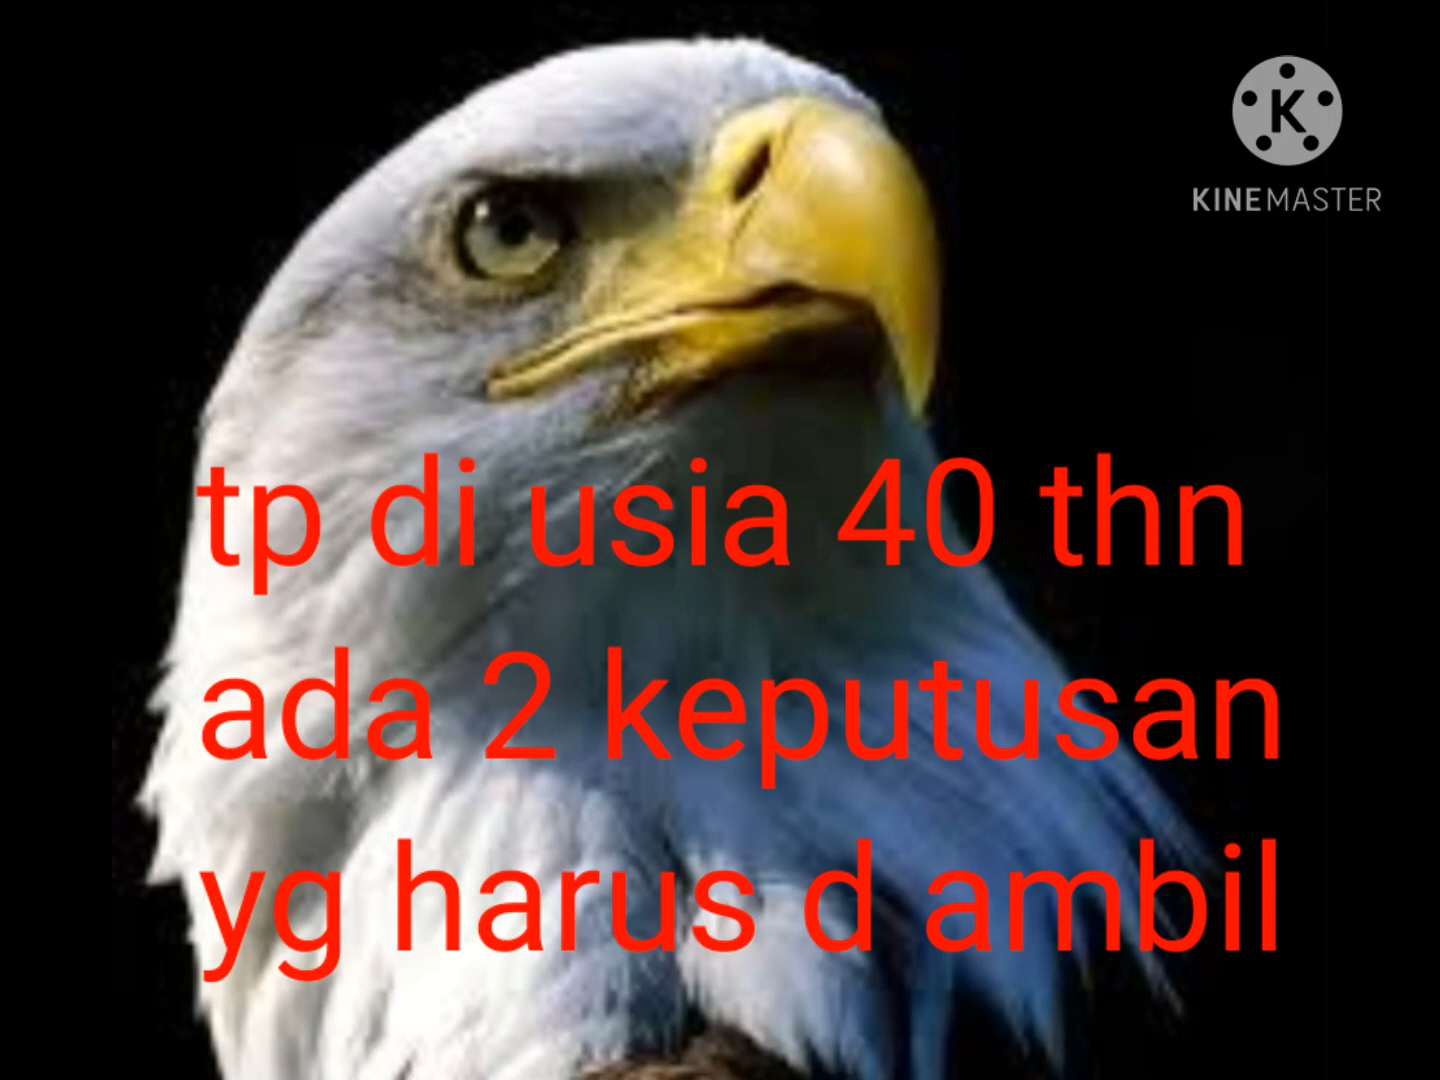 K
KINEMASTER
tp di usia 40 thn
ada 2 keputusan
yg harus d ambil